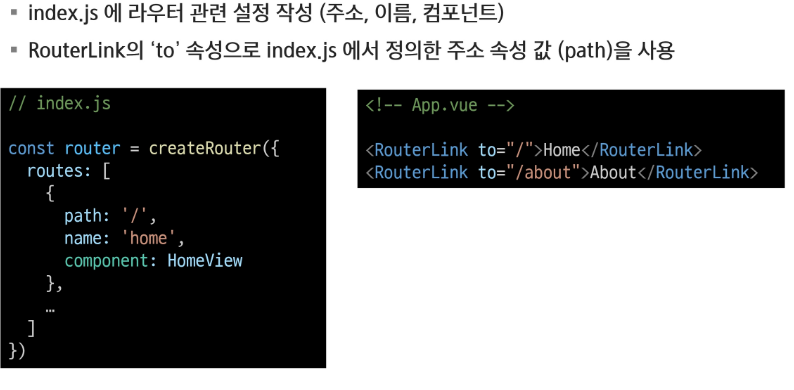 ▪ index.js 에 라우터 관련 설정 작성 (주소, 이름, 컴포넌트)
▪ RouterLink의 ‘to’ 속성으로 index.js 에서 정의한 주소 속성 값 (path)을 사용
// index.js
const router = createRouter({
  routes: [
    {
      path: '/',
      name: 'home',
      component: HomeView
    },
    …
  ]
})
<!-- App.vue -->
<RouterLink to="/">Home</RouterLink>
<RouterLink to="/about">About</RouterLink>